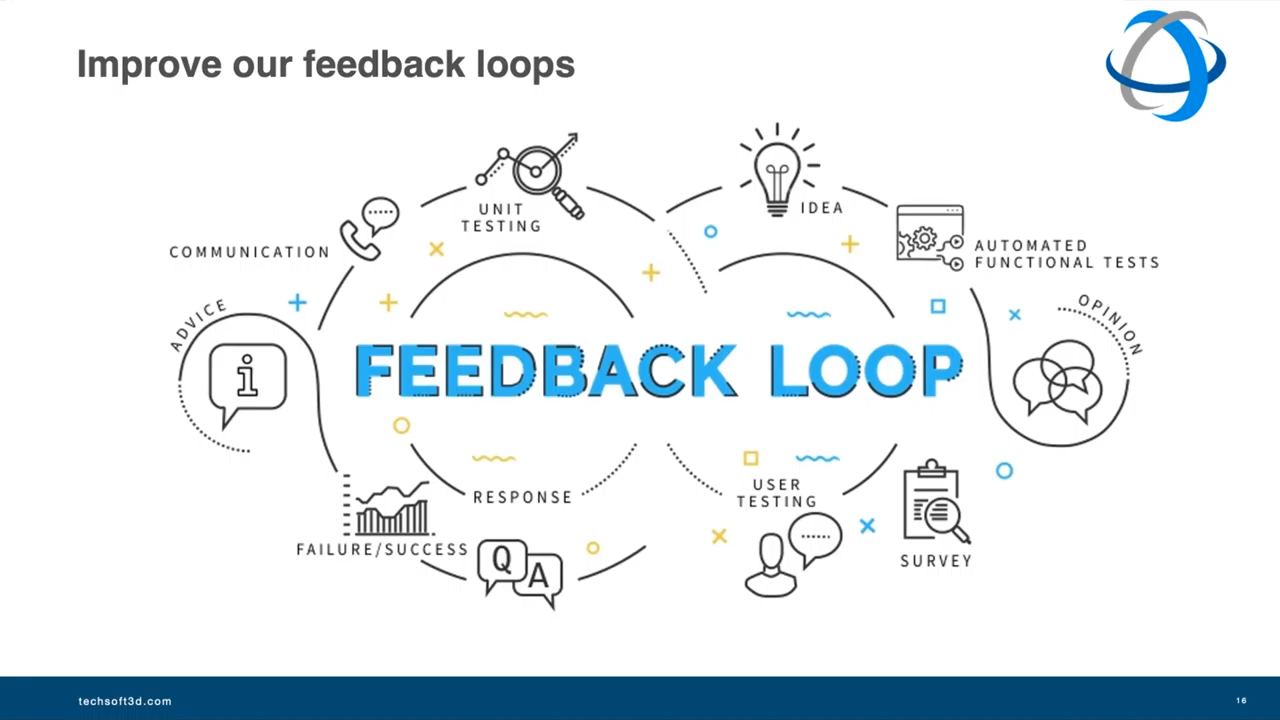 Improve our feedback loops
UNIT
TESTING
IDEA
COMMUNICATION
AUTOMATED
FUNCTIONAL TESTS
ADVICE
OPINION
i
FEEDBACK LOOP
RESPONSE
USER
TESTING
FAILURE/SUCCESS
Q
A
SURVEY
techsoft3d.com
16